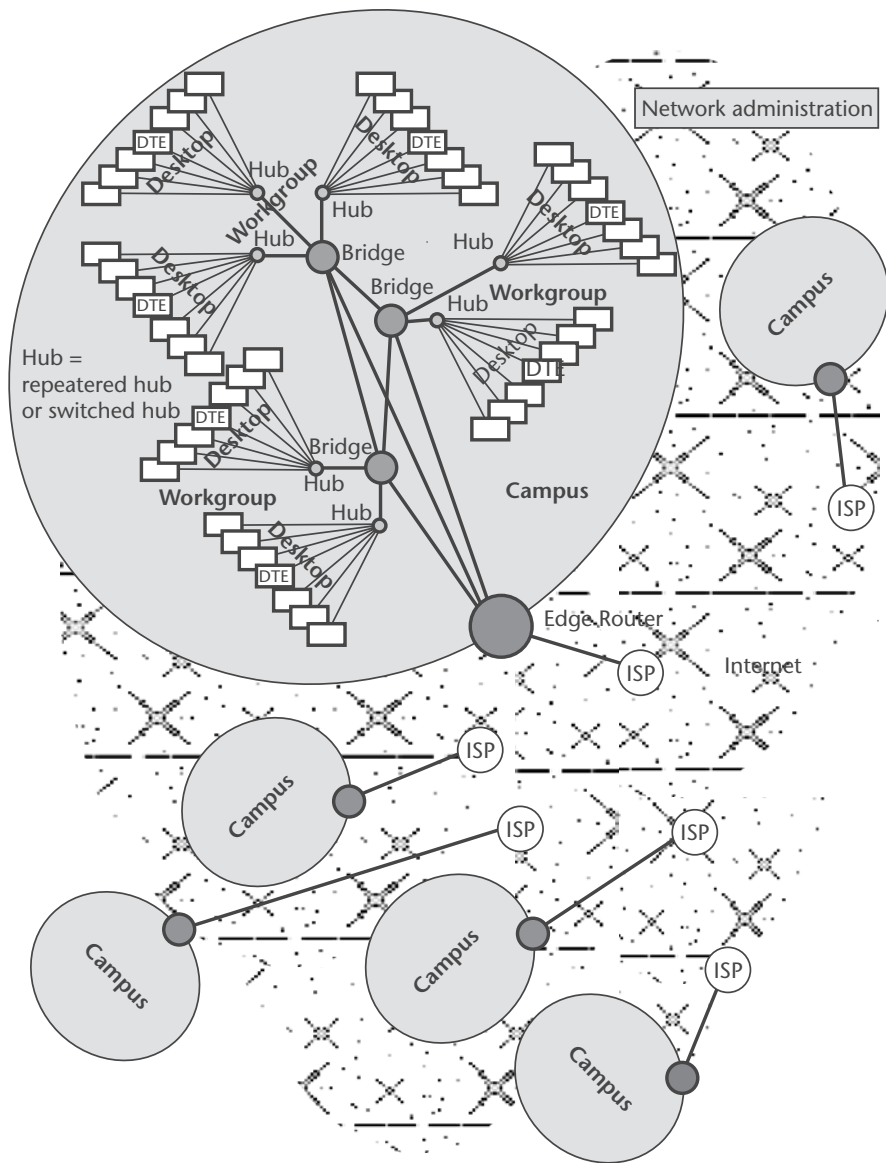 Network administration
DTE
Desktop
Hub
Workgroup
DTE
Desktop
Hub
DTE
Desktop
Hub
Workgroup
Hub
Desktop
DTE
Bridge
Bridge
Hub
Desktop
DTE
Campus
Hub =
repeatered hub
or switched hub
DTE
Desktop
Bridge
Hub
Workgroup
Campus
ISP
Hub
Desktop
DTE
Edge Router
ISP
Internet
Campus
ISP
ISP
ISP
Campus
Campus
ISP
Campus